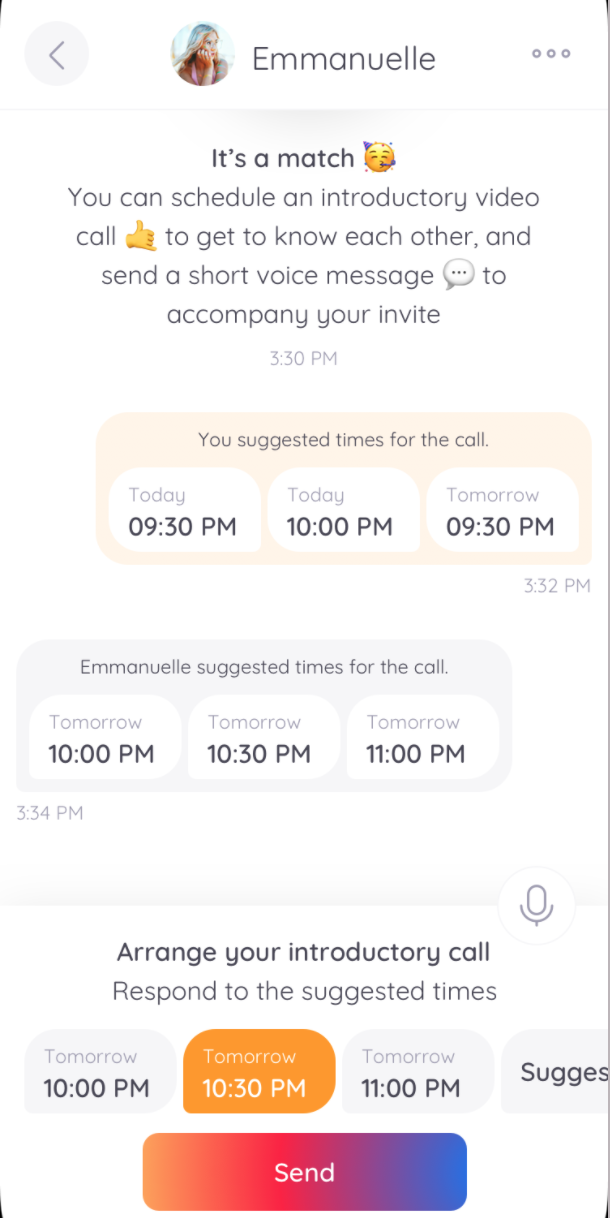 Emmanuelle
It's a match 🥳
You can schedule an introductory video
call 🤙 to get to know each other, and
send a short voice message 💬 to
accompany your invite
3:30 PM
You suggested times for the call.
Today Today Tomorrow
09:30 PM 10:00 PM 09:30 PM
3:32 PM
Emmanuelle suggested times for the call.
Tomorrow Tomorrow Tomorrow
10:00 PM 10:30 PM 11:00 PM
3:34 PM
Arrange your introductory call
Respond to the suggested times
Tomorrow Tomorrow Tomorrow
10:00 PM 10:30 PM 11:00 PM Sugges
Send